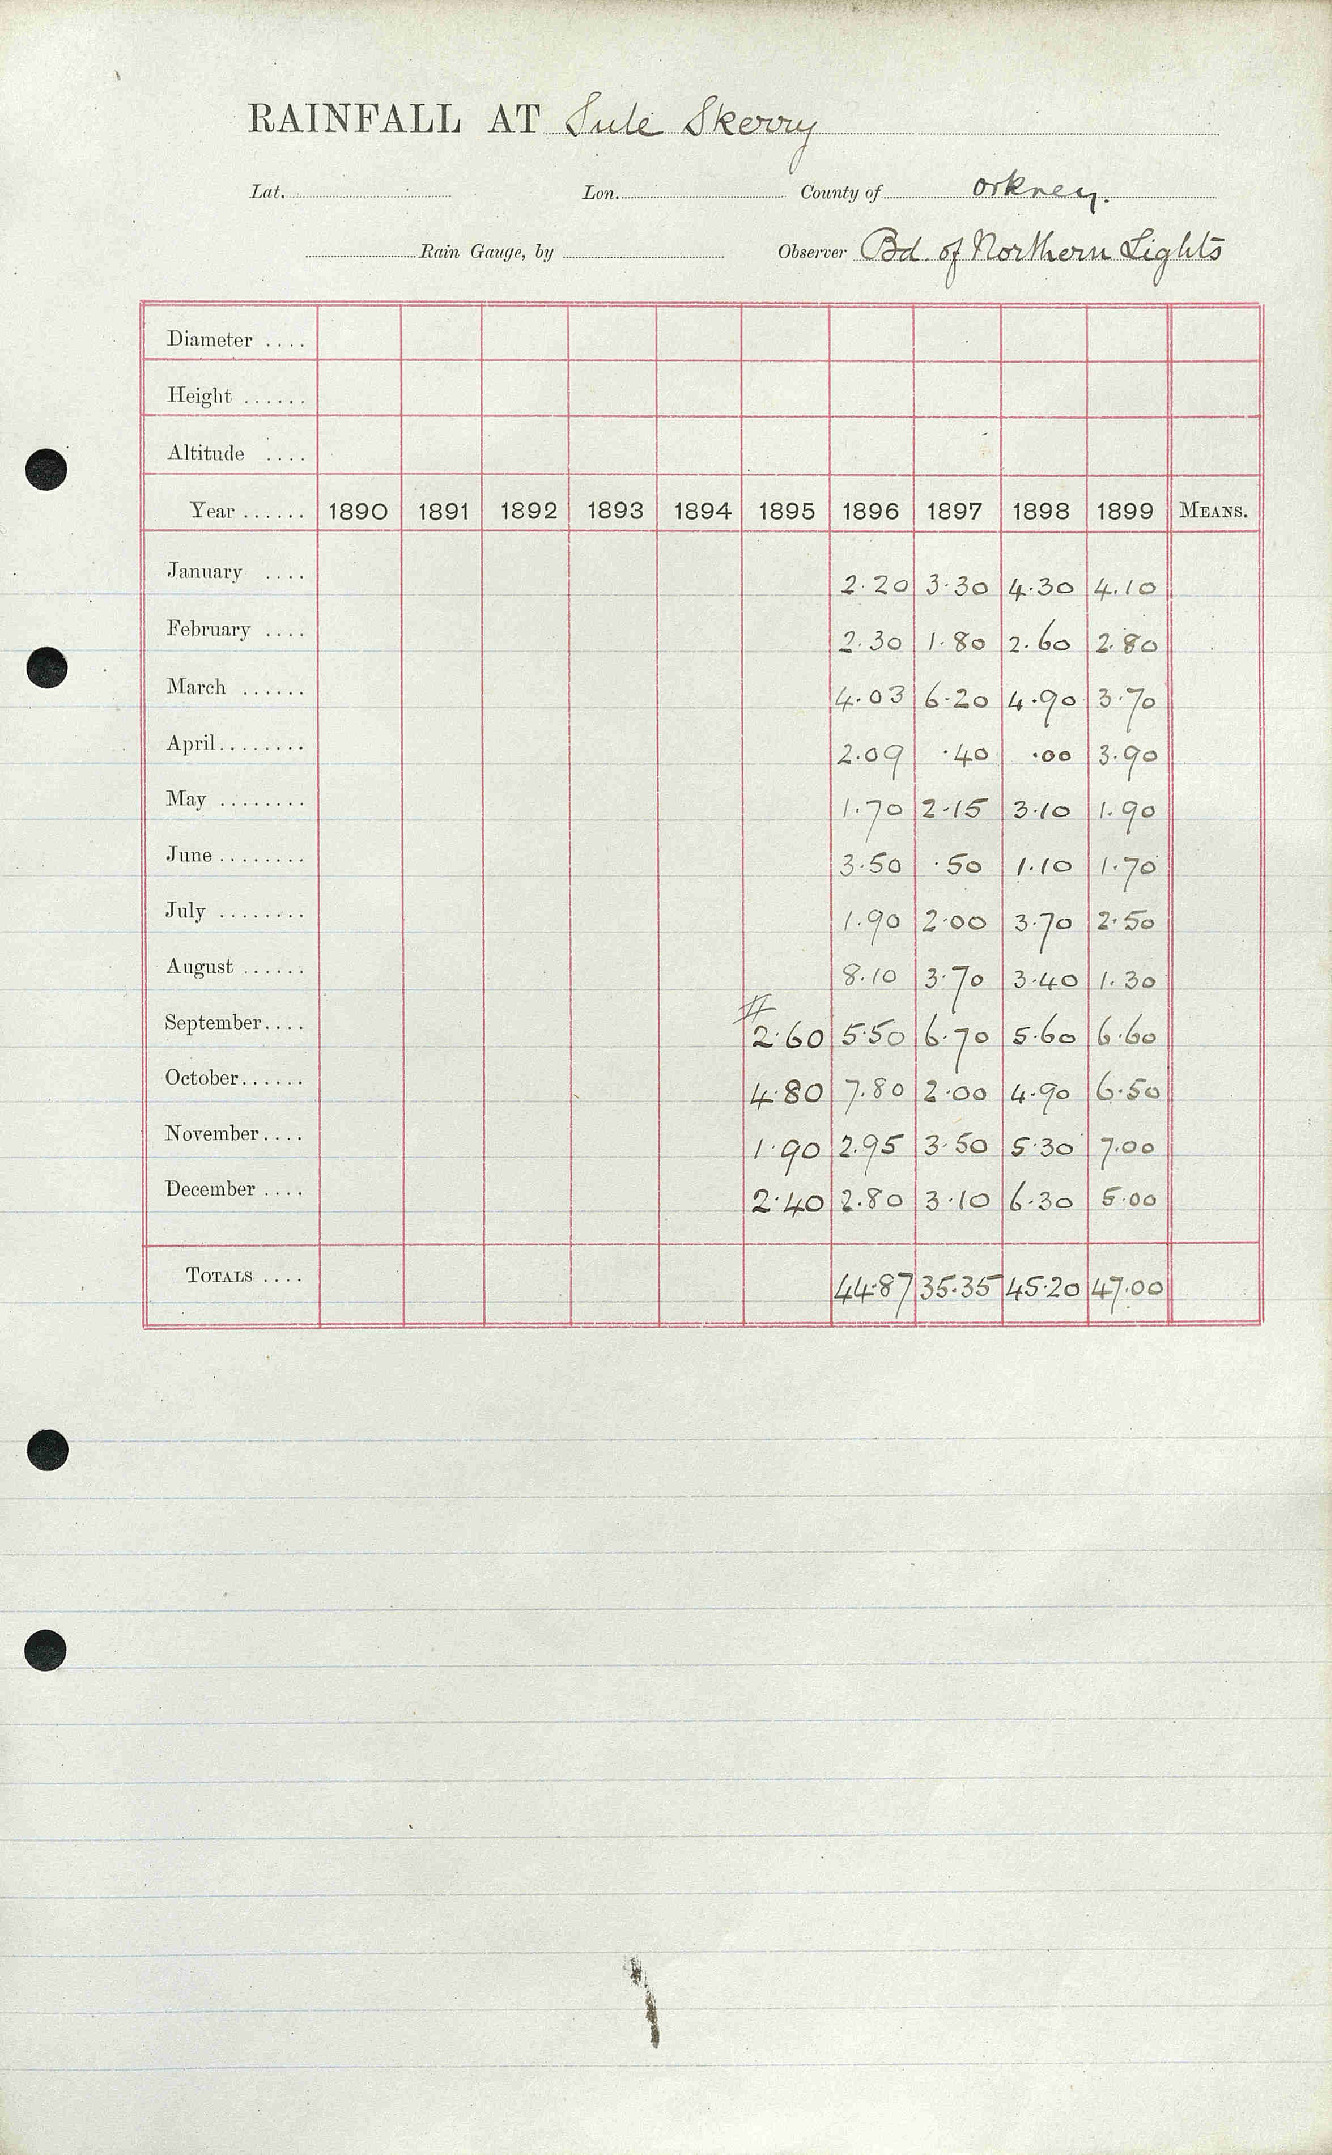 RAINFALL AT Sule Skerry
Lat. Lon. County of Orkney.
Rain Gauge, by Observer Bd. of Northern Lights
Diameter ....
Height ......
Altitude ....
Year ...... 1890 1891 1892 1893 1894 1895 1896 1897 1898 1899 MEANS.
January .... 2.20 3.30 4.30 4.10
February .... 2.30 1.80 2.60 2.80
March ...... 4.03 6.20 4.90 3.70
April........ 2.09 .40 .00 3.90
May ........ 1.70 2.15 3.10 1.90
June ........ 3.50 .50 1.10 1.70
July ........ 1.90 2.00 3.70 2.50
August ...... 8.10 3.70 3.40 1.30
September.... # 2.60 5.50 6.70 5.60 6.60
October...... 4.80 7.80 2.00 4.90 6.50
November.... 1.90 2.95 3.50 5.30 7.00
December .... 2.40 2.80 3.10 6.30 5.00
TOTALS .... 44.87 35.35 45.20 47.00